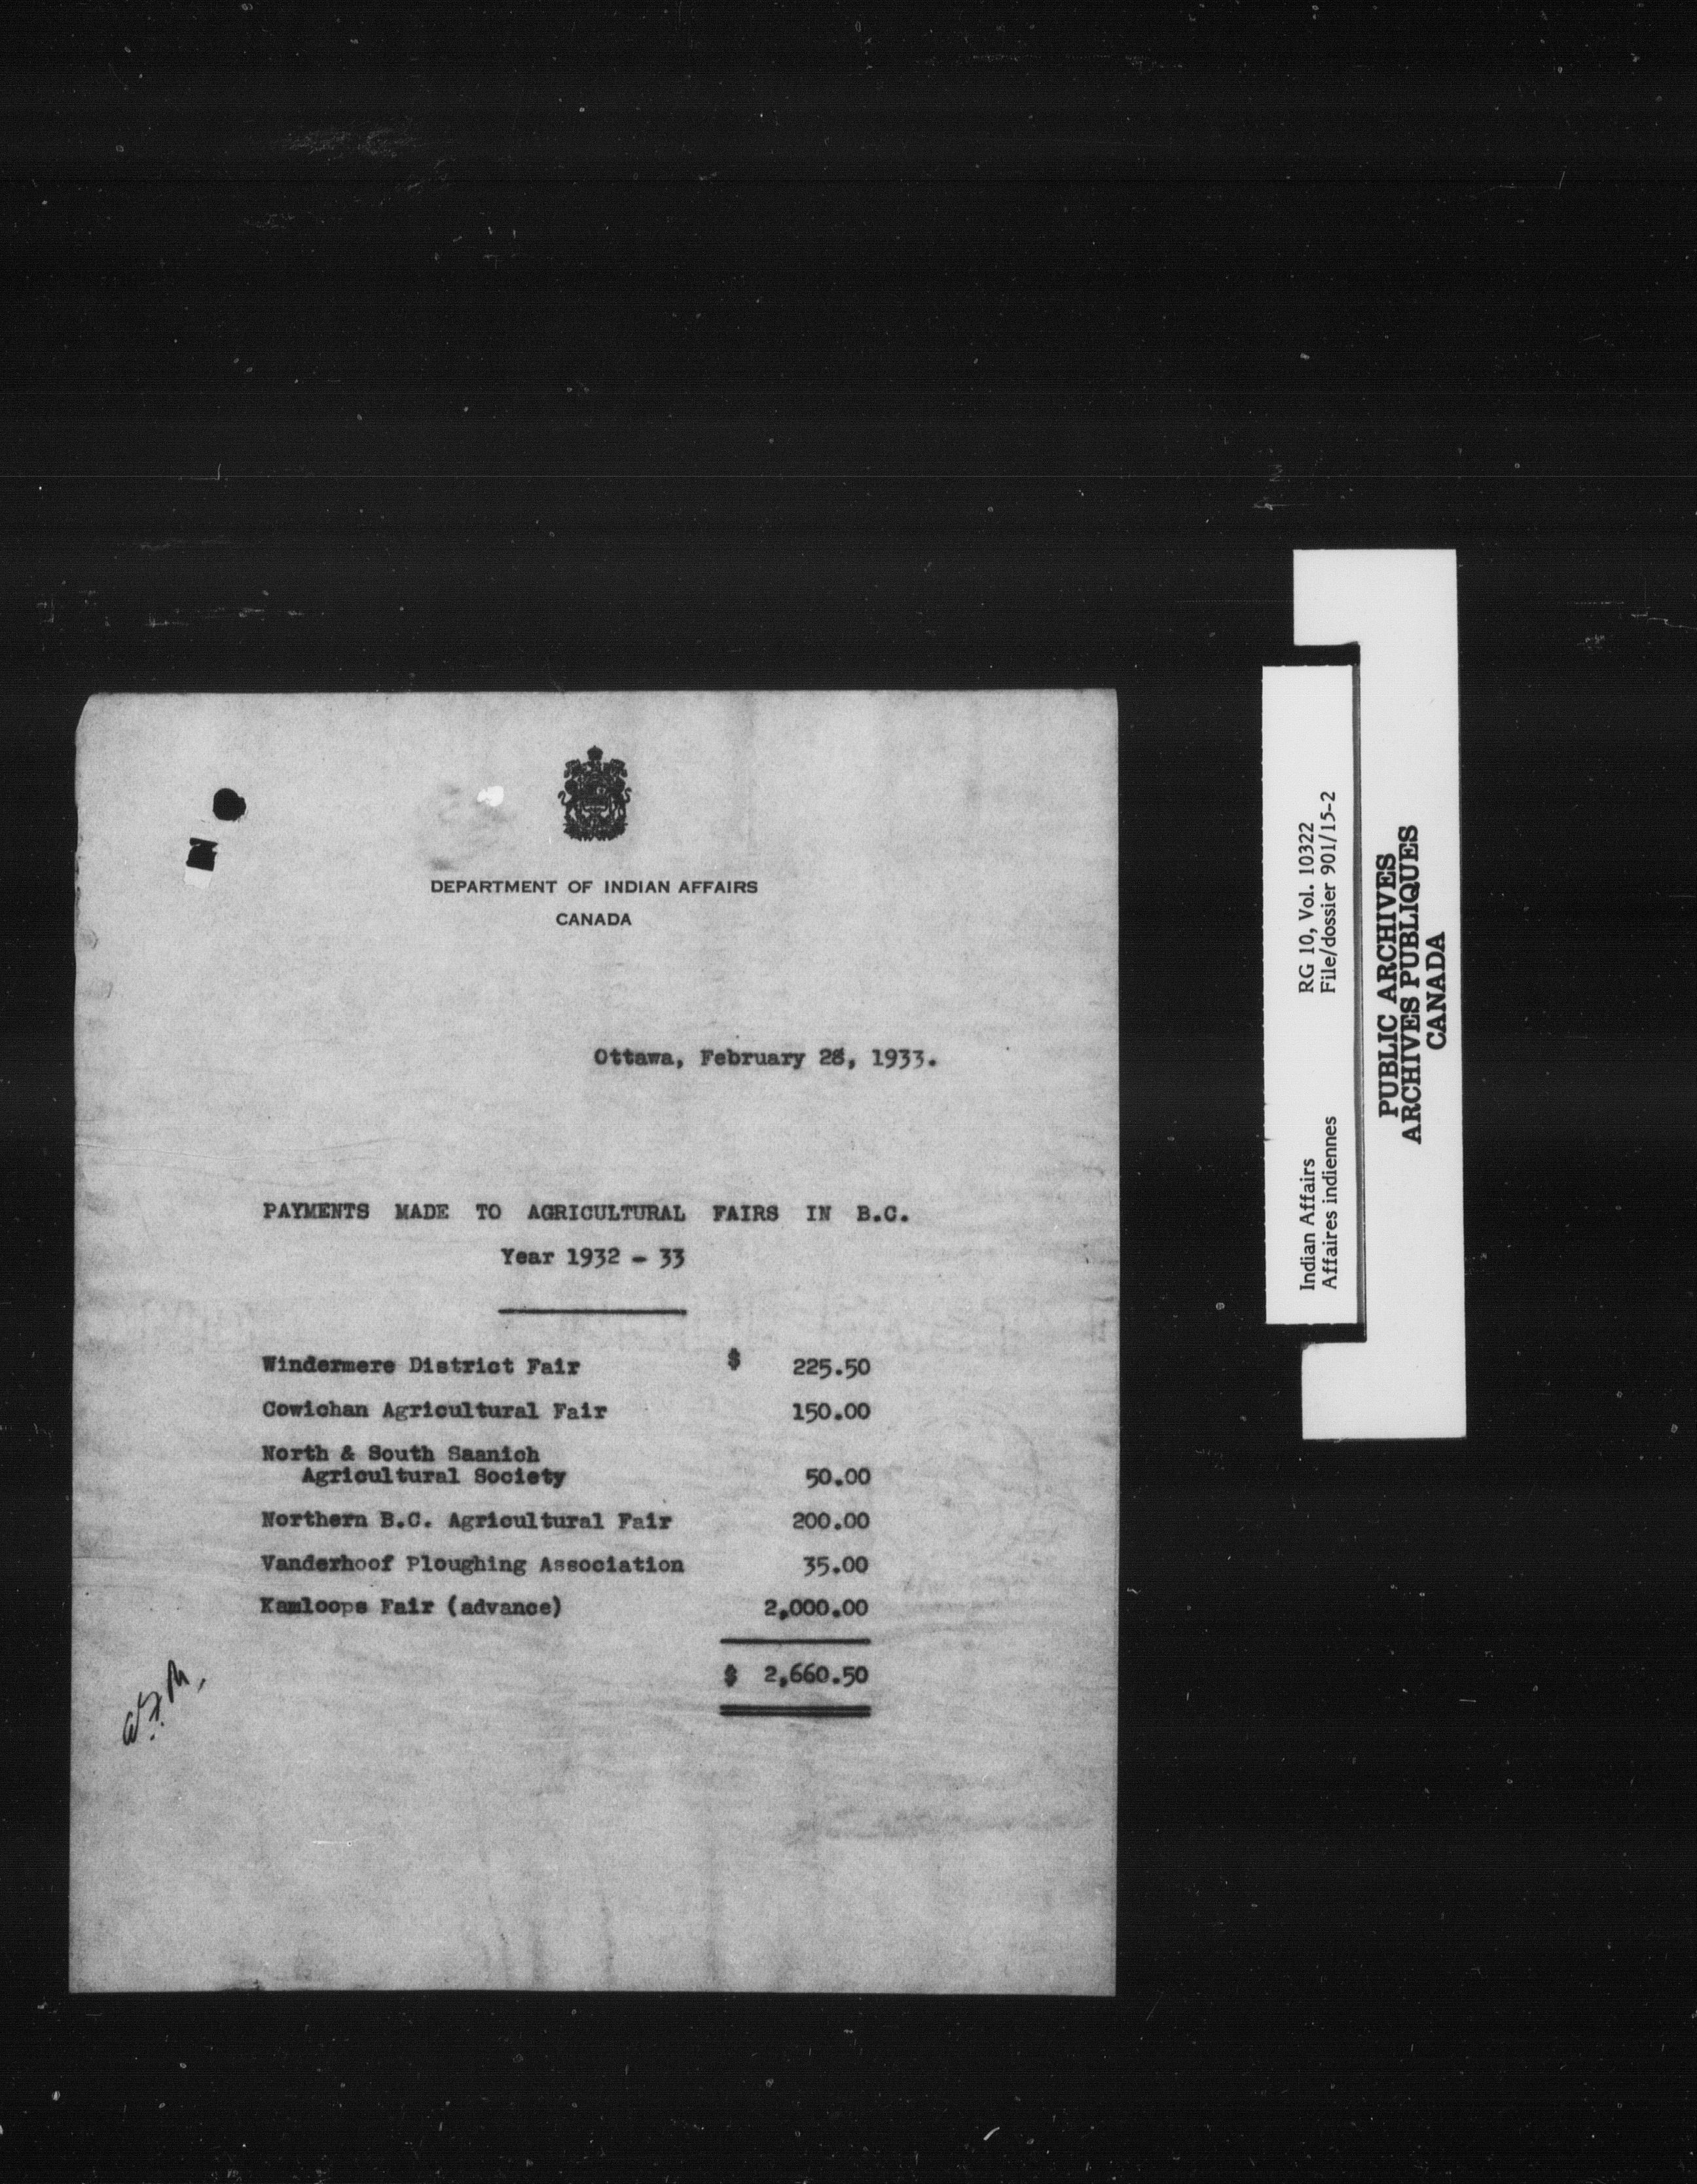 DEPARTMENT OF INDIAN AFFAIRS
CANADA
Ottawa, February 28, 1933.
PAYMENTS MADE TO AGRICULTURAL FAIRS IN B.C.
Year 1932 - 33
Windermere District Fair $ 225.50
Cowichan Agricultural Fair 150.00
North & South Saanich
Agricultural Society 50.00
Northern B.C. Agricultural Fair 200.00
Vanderhoof Ploughing Association 35.00
Kamloops Fair (advance) 2,000.00
$ 2,660.50
Indian Affairs RG 10, Vol. 10322
Affaires indiennes File/dossier 901/15-2
PUBLIC ARCHIVES
ARCHIVES PUBLIQUES
CANADA